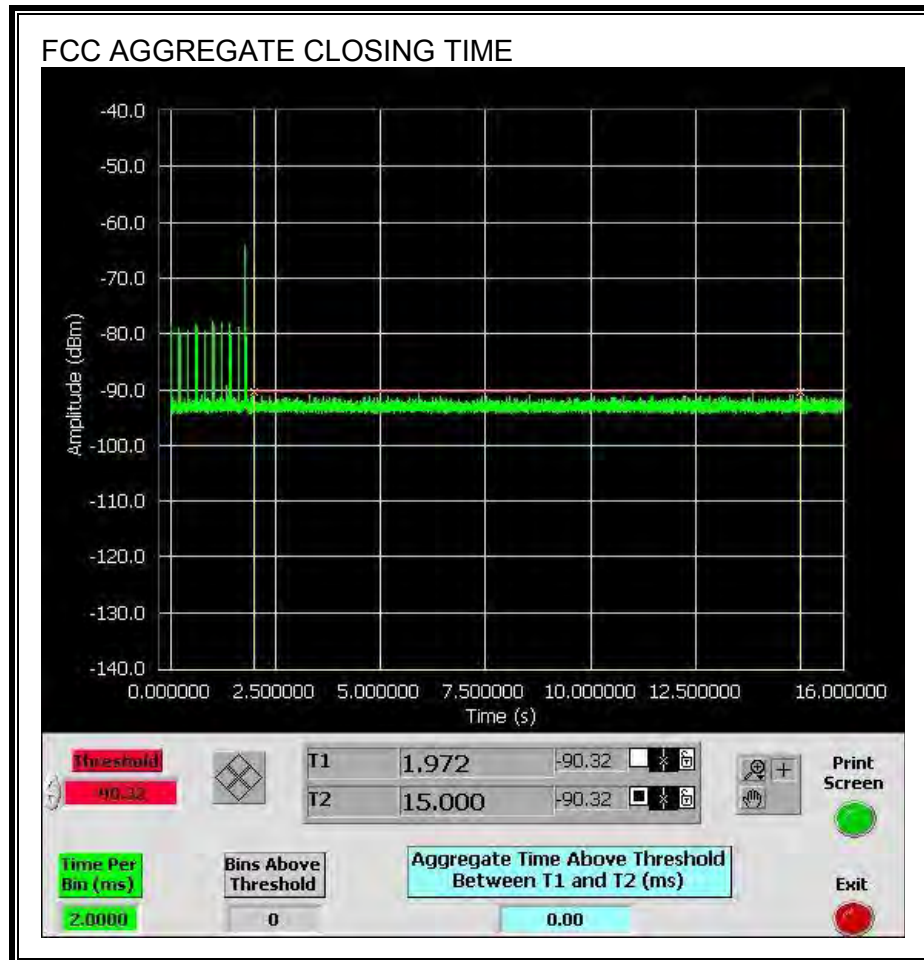 FCC AGGREGATE CLOSING TIME
-40.0
-50.0
-60.0
-70.0
-80.0
-90.0
-100.0
-110.0
-120.0
-130.0
-140.0
Amplitude (dBm)
0.000000 2.500000 5.000000 7.500000 10.000000 12.500000 16.000000
Time (s)
Threshold
-90.32
T1 1.972 -90.32
T2 15.000 -90.32
Print
Screen
Time Per
Bin (ms)
2.0000
Bins Above
Threshold
0
Aggregate Time Above Threshold
Between T1 and T2 (ms)
0.00
Exit